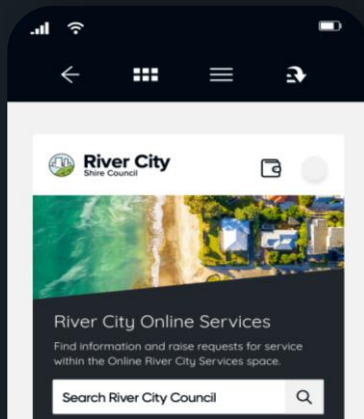 River City
Shire Council
River City Online Services
Find information and raise requests for service
within the Online River City Services space.
Search River City Council